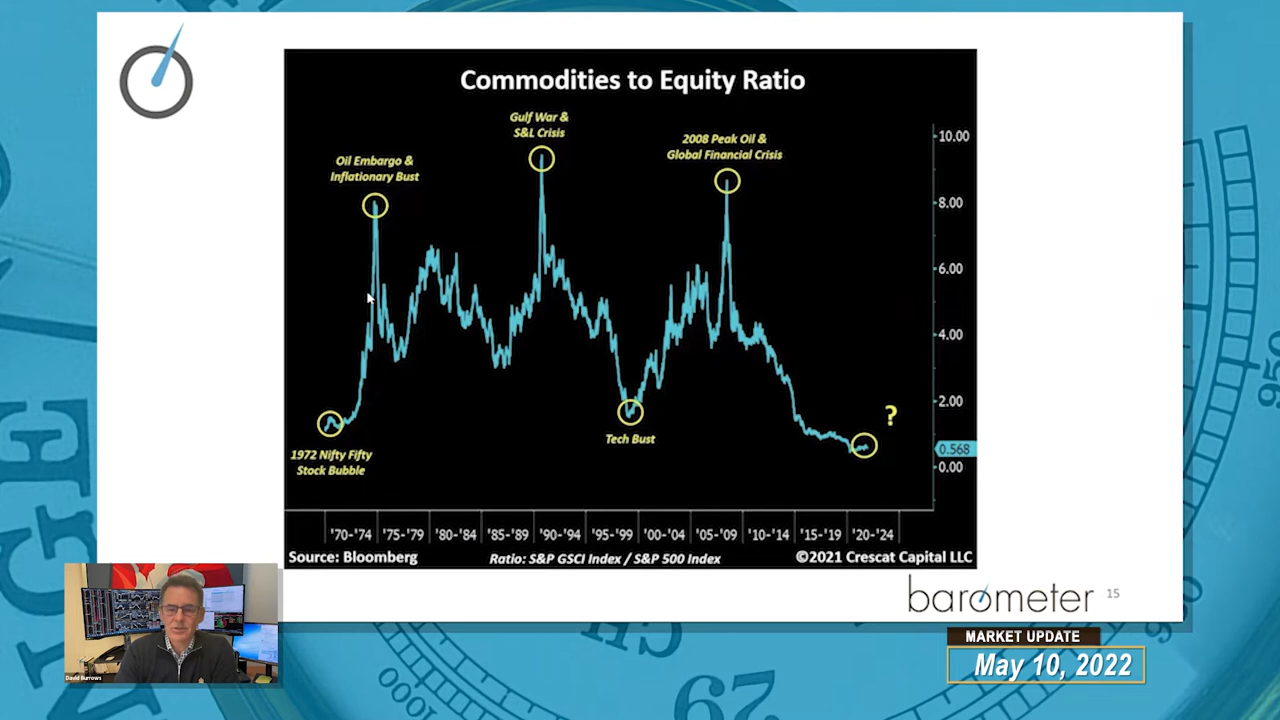 Commodities to Equity Ratio
Gulf War &
S&L Crisis
2008 Peak Oil &
Global Financial Crisis
Oil Embargo &
Inflationary Bust
10.00
8.00
6.00
4.00
2.00
0.568
0.00
?
Tech Bust
1972 Nifty Fifty
Stock Bubble
'70-'74 '75-'79 '80-'84 '85-'89 '90-'94 '95-'99 '00-'04 '05-'09 '10-'14 '15-'19 '20-'24
Source: Bloomberg Ratio: S&P GSCI Index / S&P 500 Index ©2021 Crescat Capital LLC
barometer 15
MARKET UPDATE
May 10, 2022
David Burrows
1000
950